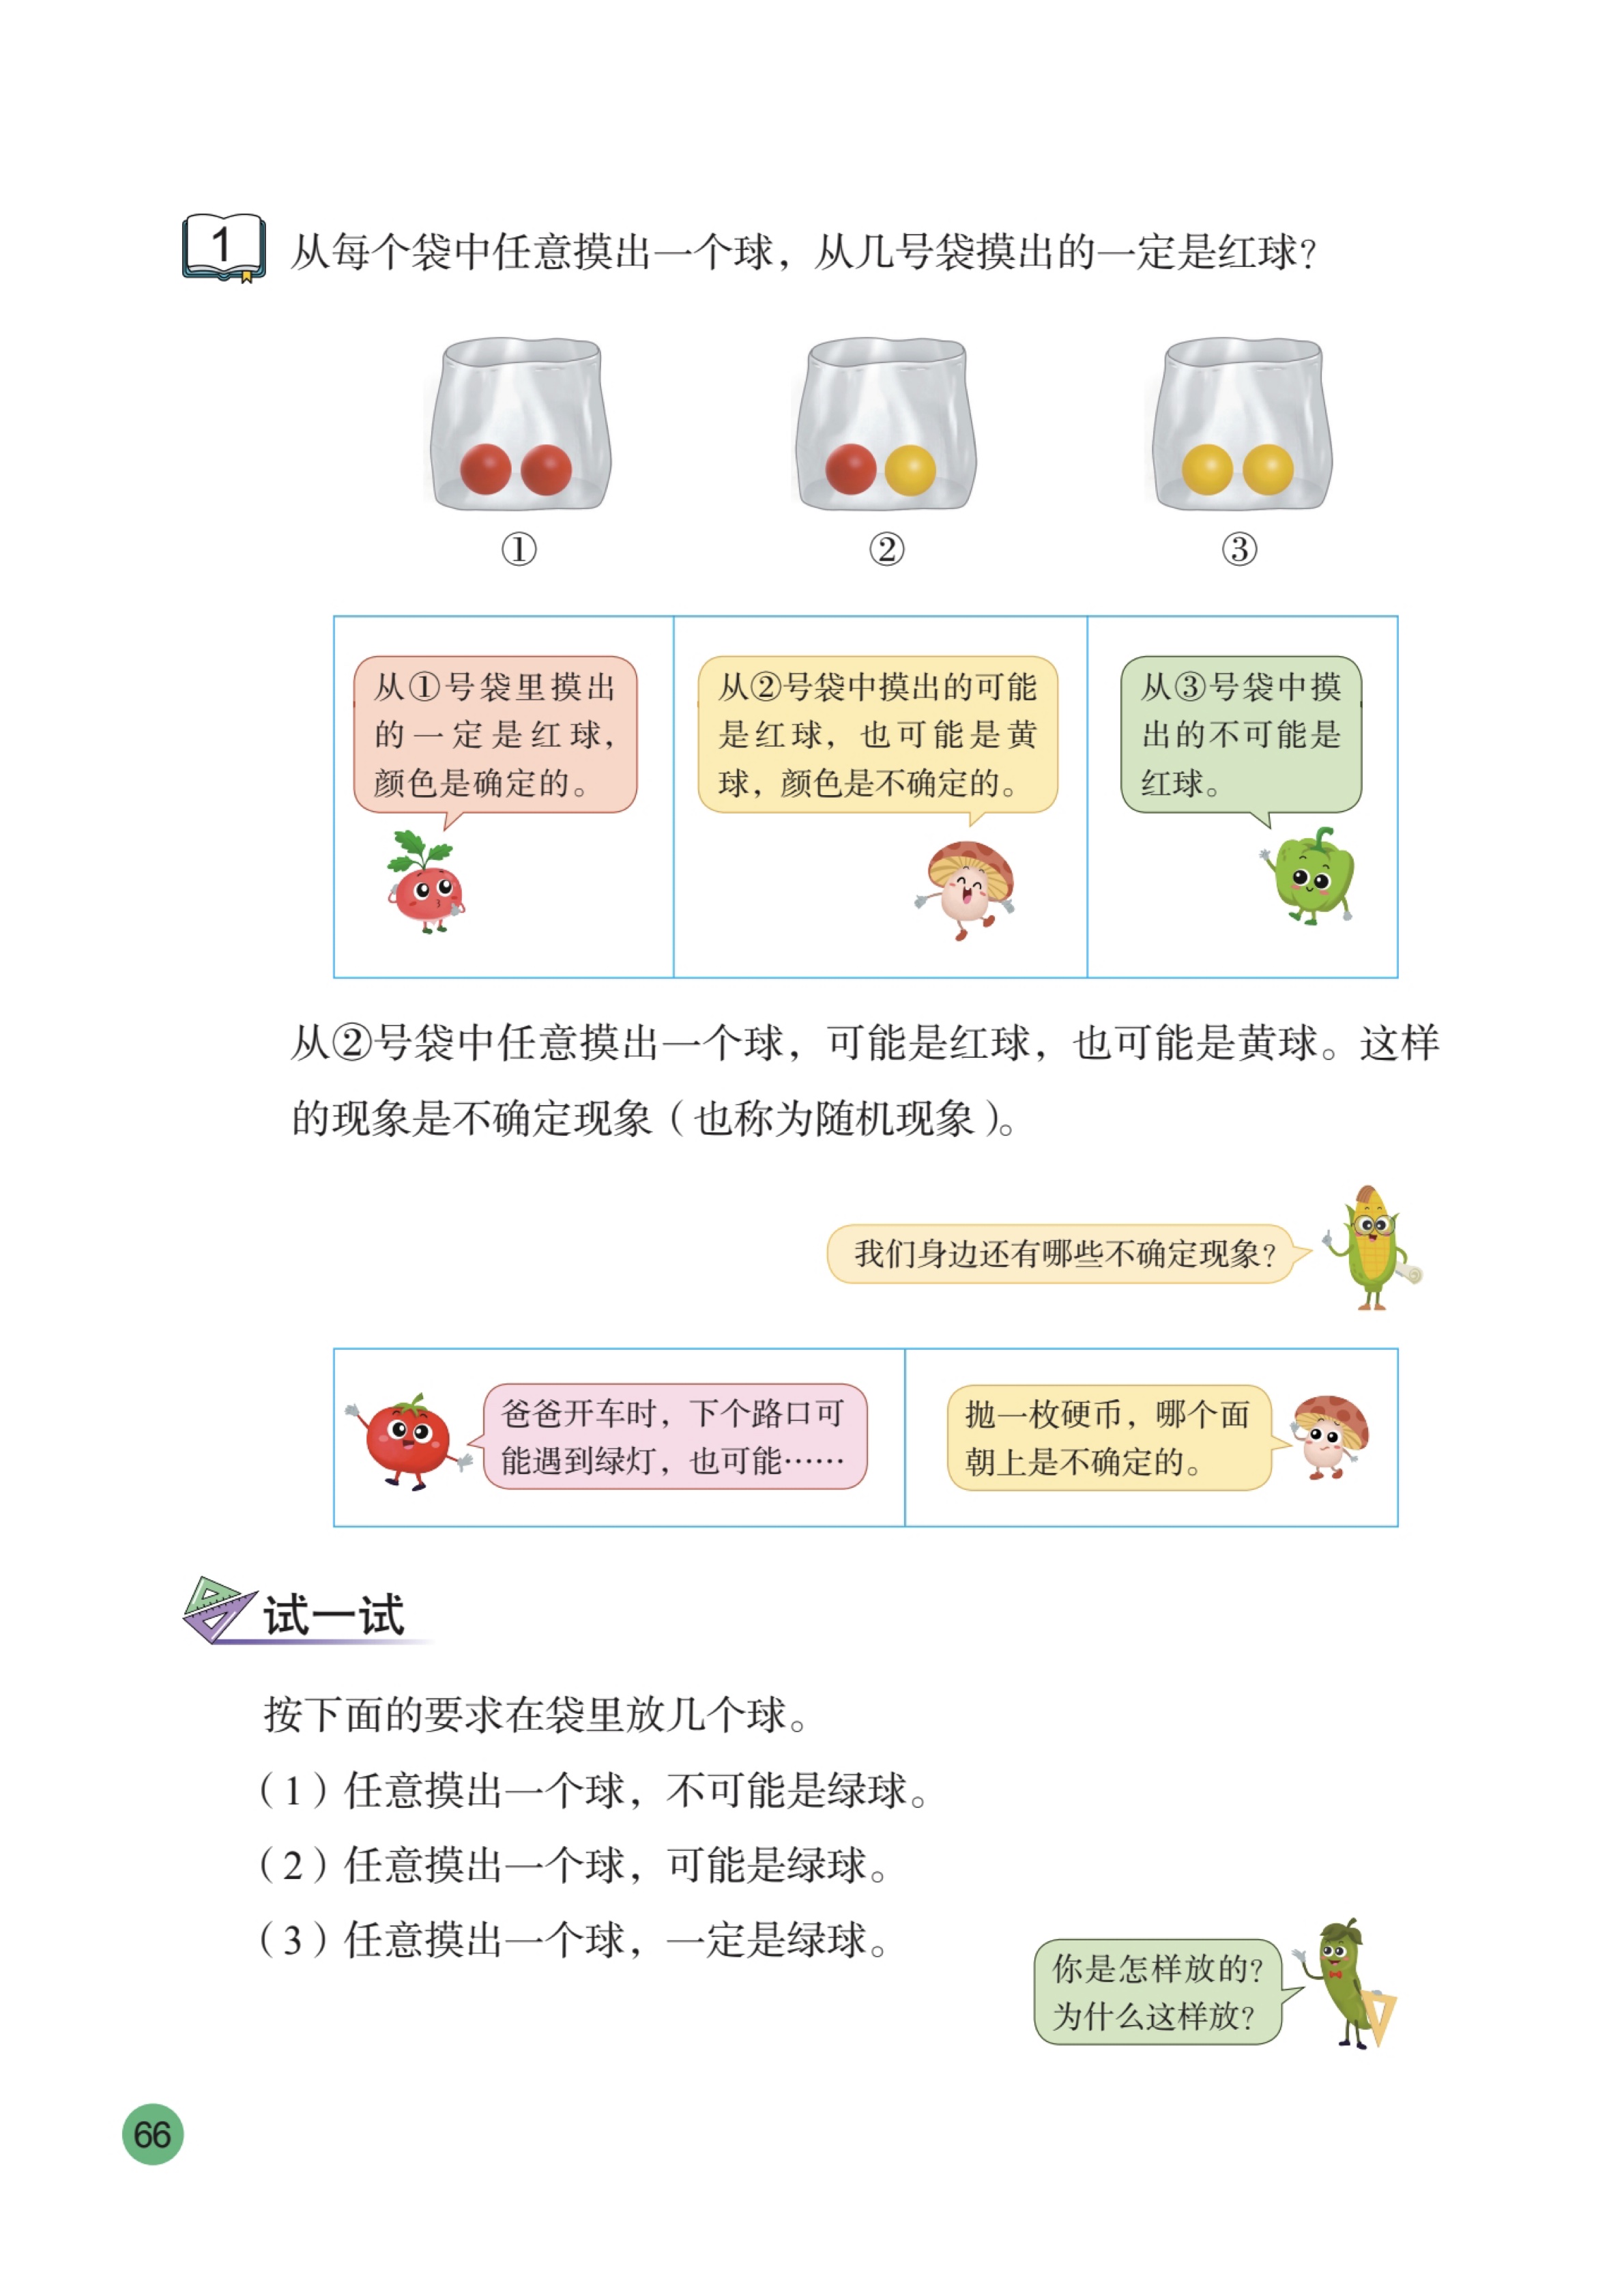 1 从每个袋中任意摸出一个球，从几号袋摸出的一定是红球？
① ② ③
从①号袋里摸出
的一定是红球，
颜色是确定的。
从②号袋中摸出的可能
是红球，也可能是黄
球，颜色是不确定的。
从③号袋中摸
出的不可能是
红球。
从②号袋中任意摸出一个球，可能是红球，也可能是黄球。这样
的现象是不确定现象（也称为随机现象）。
我们身边还有哪些不确定现象？
爸爸开车时，下个路口可
能遇到绿灯，也可能……
抛一枚硬币，哪个面
朝上是不确定的。
试一试
按下面的要求在袋里放几个球。
（1）任意摸出一个球，不可能是绿球。
（2）任意摸出一个球，可能是绿球。
（3）任意摸出一个球，一定是绿球。
你是怎样放的？
为什么这样放？
66